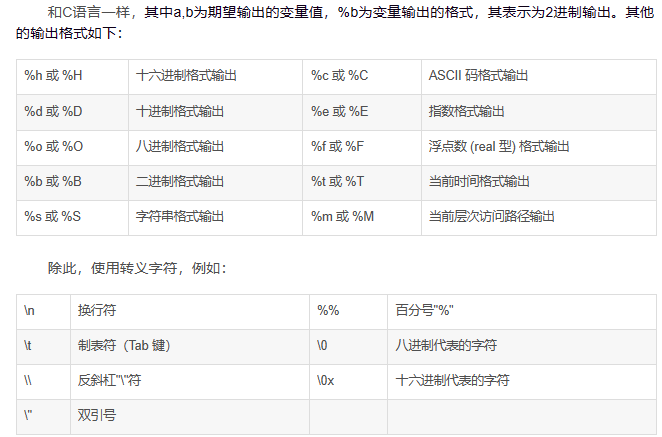 和C语言一样，其中a,b为期望输出的变量值，%b为变量输出的格式，其表示为2进制输出。其他
的输出格式如下：
%h 或 %H 十六进制格式输出 %c 或 %C ASCII 码格式输出
%d 或 %D 十进制格式输出 %e 或 %E 指数格式输出
%o 或 %O 八进制格式输出 %f 或 %F 浮点数 (real 型) 格式输出
%b 或 %B 二进制格式输出 %t 或 %T 当前时间格式输出
%s 或 %S 字符串格式输出 %m 或 %M 当前层次访问路径输出
除此，使用转义字符，例如：
\n 换行符 %% 百分号"%"
\t 制表符（Tab 键） \0 八进制代表的字符
\\ 反斜杠"\"符 \0x 十六进制代表的字符
\" 双引号